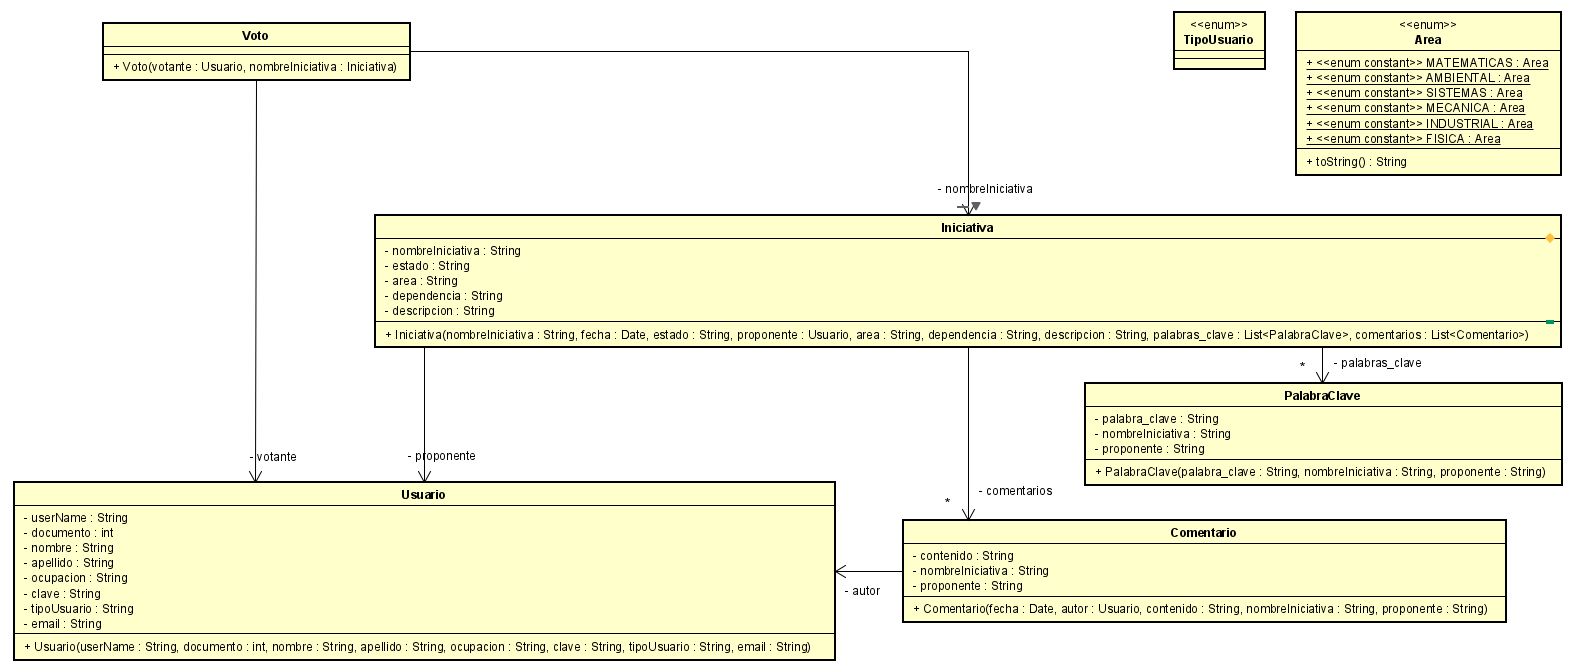 Voto
+ Voto(votante : Usuario, nombreIniciativa : Iniciativa)
<<enum>>
TipoUsuario
<<enum>>
Area
+ <<enum constant>> MATEMATICAS : Area
+ <<enum constant>> AMBIENTAL : Area
+ <<enum constant>> SISTEMAS : Area
+ <<enum constant>> MECANICA : Area
+ <<enum constant>> INDUSTRIAL : Area
+ <<enum constant>> FISICA : Area
+ toString() : String
- nombreIniciativa
Iniciativa
- nombreIniciativa : String
- estado : String
- area : String
- dependencia : String
- descripcion : String
+ Iniciativa(nombreIniciativa : String, fecha : Date, estado : String, proponente : Usuario, area : String, dependencia : String, descripcion : String, palabras_clave : List<PalabraClave>, comentarios : List<Comentario>)
* - palabras_clave
PalabraClave
- palabra_clave : String
- nombreIniciativa : String
- proponente : String
+ PalabraClave(palabra_clave : String, nombreIniciativa : String, proponente : String)
- votante
- proponente
- comentarios
*
Usuario
- userName : String
- documento : int
- nombre : String
- apellido : String
- ocupacion : String
- clave : String
- tipoUsuario : String
- email : String
+ Usuario(userName : String, documento : int, nombre : String, apellido : String, ocupacion : String, clave : String, tipoUsuario : String, email : String)
- autor
Comentario
- contenido : String
- nombreIniciativa : String
- proponente : String
+ Comentario(fecha : Date, autor : Usuario, contenido : String, nombreIniciativa : String, proponente : String)